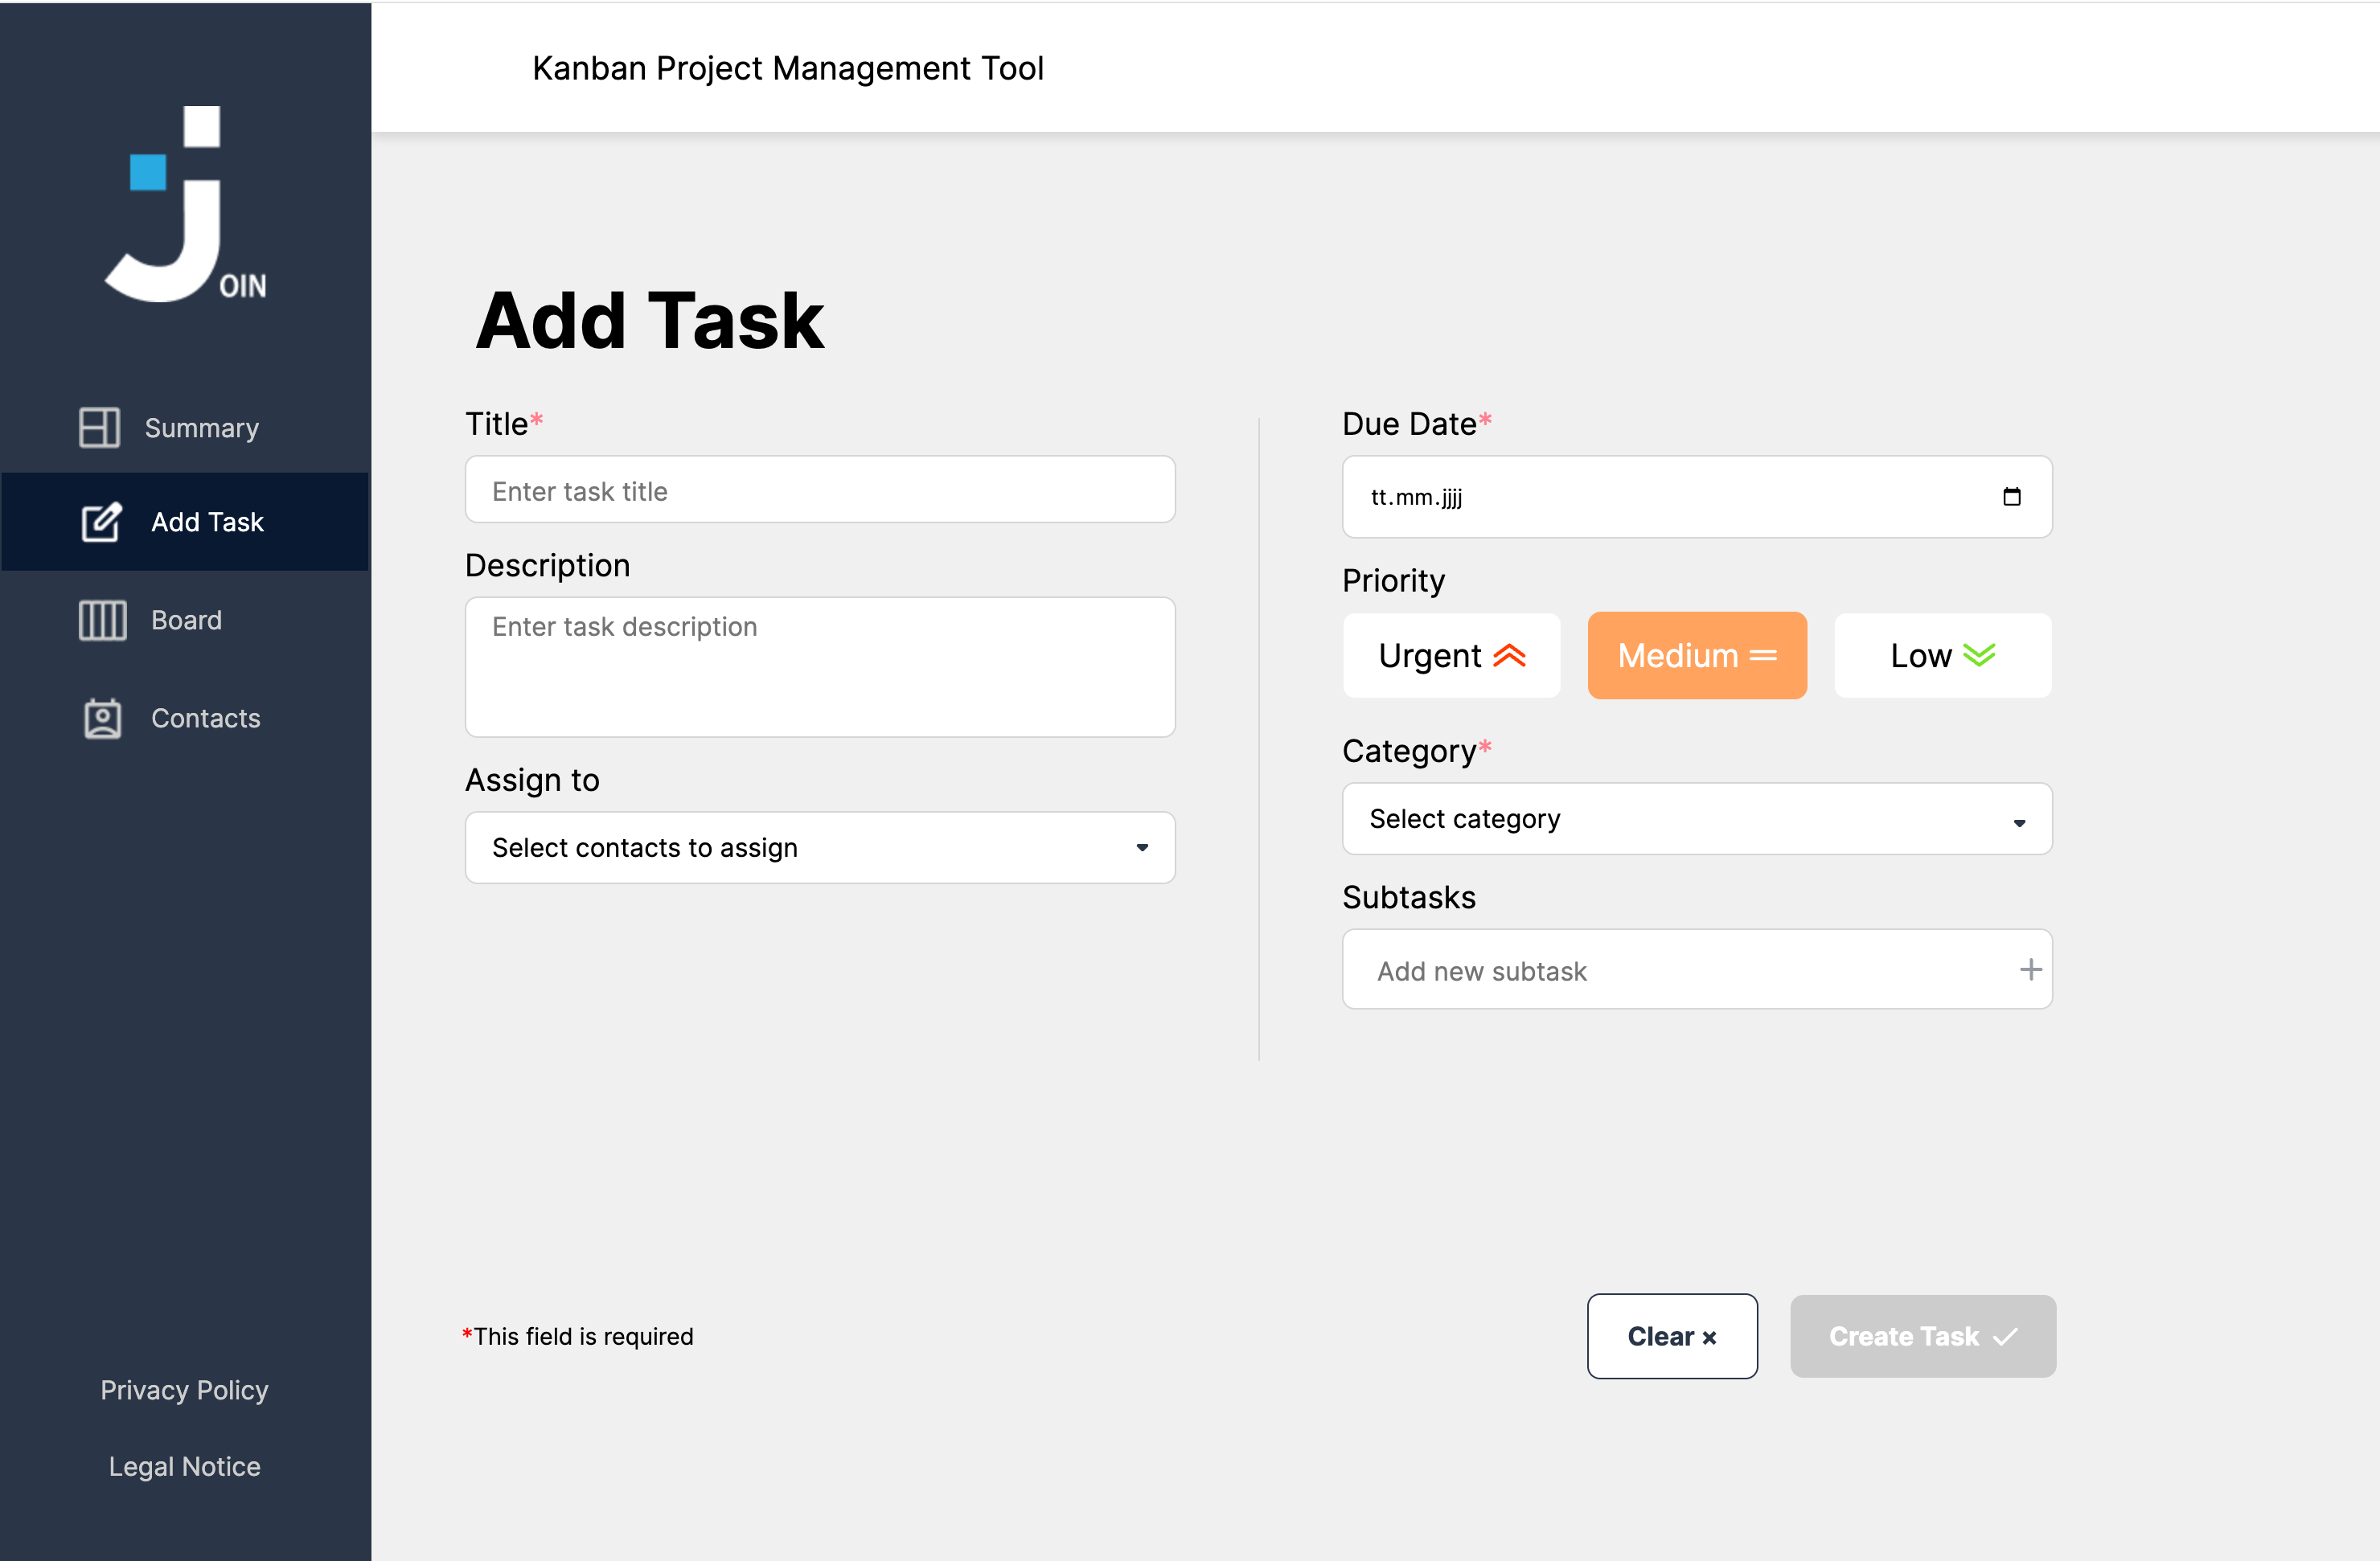 Kanban Project Management Tool
JOIN
Summary
Add Task
Board
Contacts
Privacy Policy
Legal Notice
Add Task
Title*
Enter task title
Description
Enter task description
Assign to
Select contacts to assign
Due Date*
tt.mm.jjjj
Priority
Urgent
Medium
Low
Category*
Select category
Subtasks
Add new subtask
*This field is required
Clear ×
Create Task